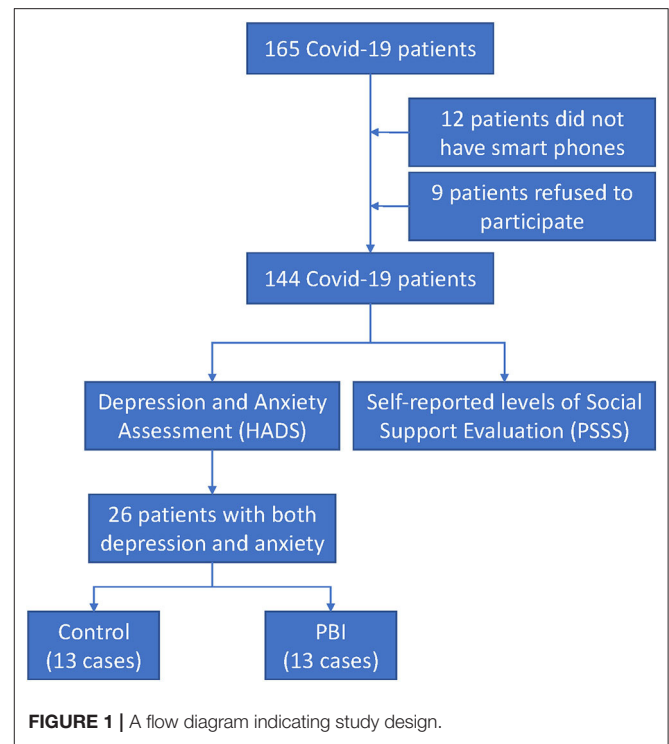 165 Covid-19 patients
12 patients did not
have smart phones
9 patients refused to
participate
144 Covid-19 patients
Depression and Anxiety
Assessment (HADS)
Self-reported levels of Social
Support Evaluation (PSSS)
26 patients with both
depression and anxiety
Control
(13 cases)
PBI
(13 cases)
FIGURE 1 | A flow diagram indicating study design.